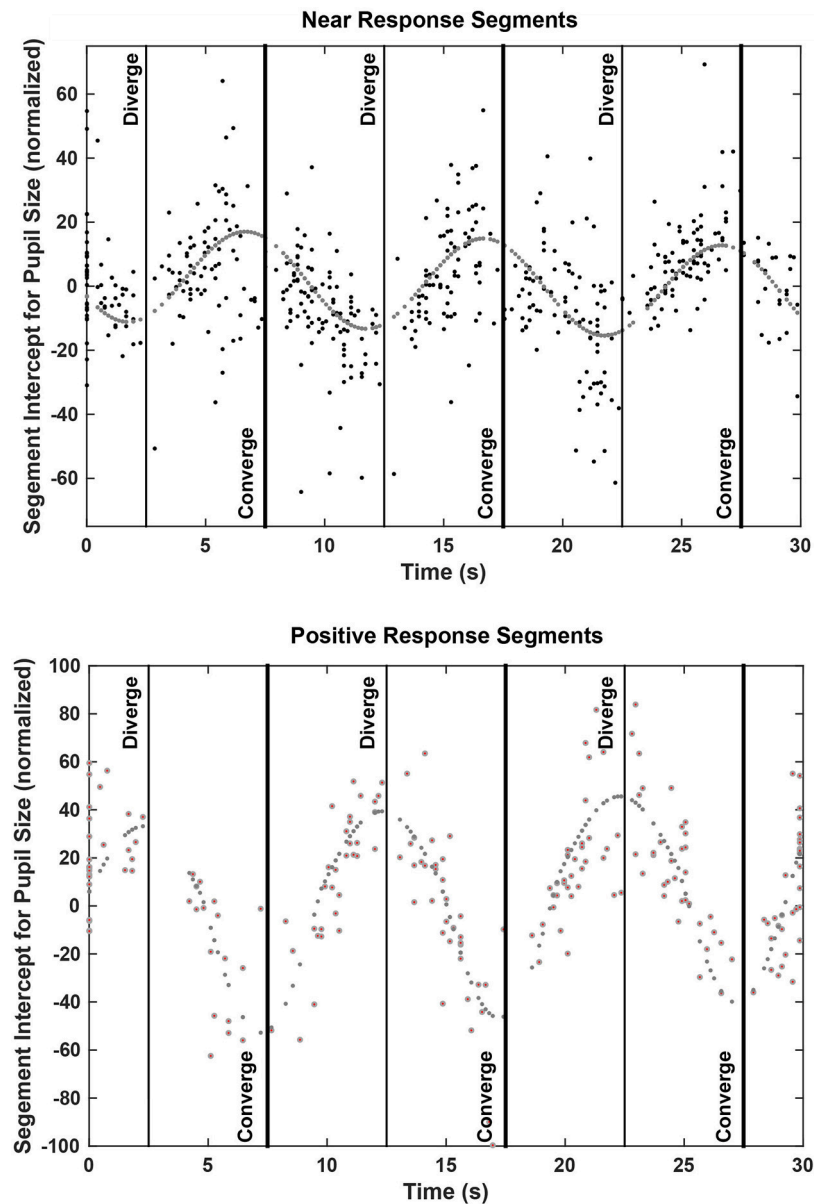 Near Response Segments
Segement Intercept for Pupil Size (normalized)
60
40
20
0
-20
-40
-60
Diverge
Converge
Diverge
Converge
Diverge
Converge
0
5
10
15
20
25
30
Time (s)
Positive Response Segments
Segement Intercept for Pupil Size (normalized)
100
80
60
40
20
0
-20
-40
-60
-80
-100
Diverge
Converge
Diverge
Converge
Diverge
Converge
0
5
10
15
20
25
30
Time (s)